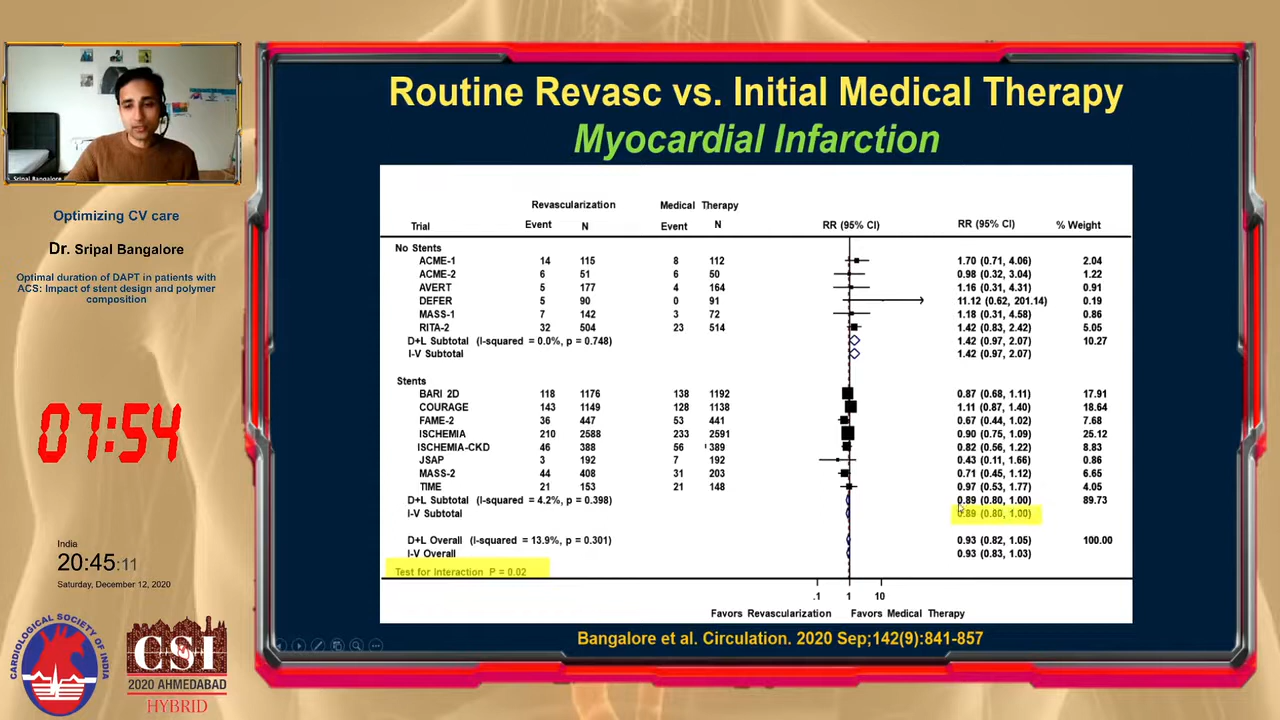 Sripal Bangalore
Optimizing CV care
Dr. Sripal Bangalore
Optimal duration of DAPT in patients with
ACS: Impact of stent design and polymer
composition
07:54
India
20:45:11
Saturday, December 12, 2020
CARDIOLOGICAL SOCIETY OF INDIA
CSI
2020 AHMEDABAD
HYBRID
Routine Revasc vs. Initial Medical Therapy
Myocardial Infarction
Revascularization Medical Therapy
Trial Event N Event N RR (95% CI) RR (95% CI) % Weight
No Stents
ACME-1 14 115 8 112 1.70 (0.71, 4.06) 2.04
ACME-2 6 51 6 50 0.98 (0.32, 3.04) 1.22
AVERT 5 177 4 164 1.16 (0.31, 4.31) 0.91
DEFER 5 90 0 91 11.12 (0.62, 201.14) 0.19
MASS-1 7 142 3 72 1.18 (0.31, 4.58) 0.86
RITA-2 32 504 23 514 1.42 (0.83, 2.42) 5.05
D+L Subtotal (I-squared = 0.0%, p = 0.748) 1.42 (0.97, 2.07) 10.27
I-V Subtotal 1.42 (0.97, 2.07)
Stents
BARI 2D 118 1176 138 1192 0.87 (0.68, 1.11) 17.91
COURAGE 143 1149 128 1138 1.11 (0.87, 1.40) 18.64
FAME-2 36 447 53 441 0.67 (0.44, 1.02) 7.68
ISCHEMIA 210 2588 233 2591 0.90 (0.75, 1.09) 25.12
ISCHEMIA-CKD 46 388 56 389 0.82 (0.56, 1.22) 8.83
JSAP 3 192 7 192 0.43 (0.11, 1.66) 0.86
MASS-2 44 408 31 203 0.71 (0.45, 1.12) 6.65
TIME 21 153 21 148 0.97 (0.53, 1.77) 4.05
D+L Subtotal (I-squared = 4.2%, p = 0.398) 0.89 (0.80, 1.00) 89.73
I-V Subtotal 0.89 (0.80, 1.00)
D+L Overall (I-squared = 13.9%, p = 0.301) 0.93 (0.82, 1.05) 100.00
I-V Overall 0.93 (0.83, 1.03)
Test for Interaction P = 0.02
.1 1 10
Favors Revascularization Favors Medical Therapy
Bangalore et al. Circulation. 2020 Sep;142(9):841-857